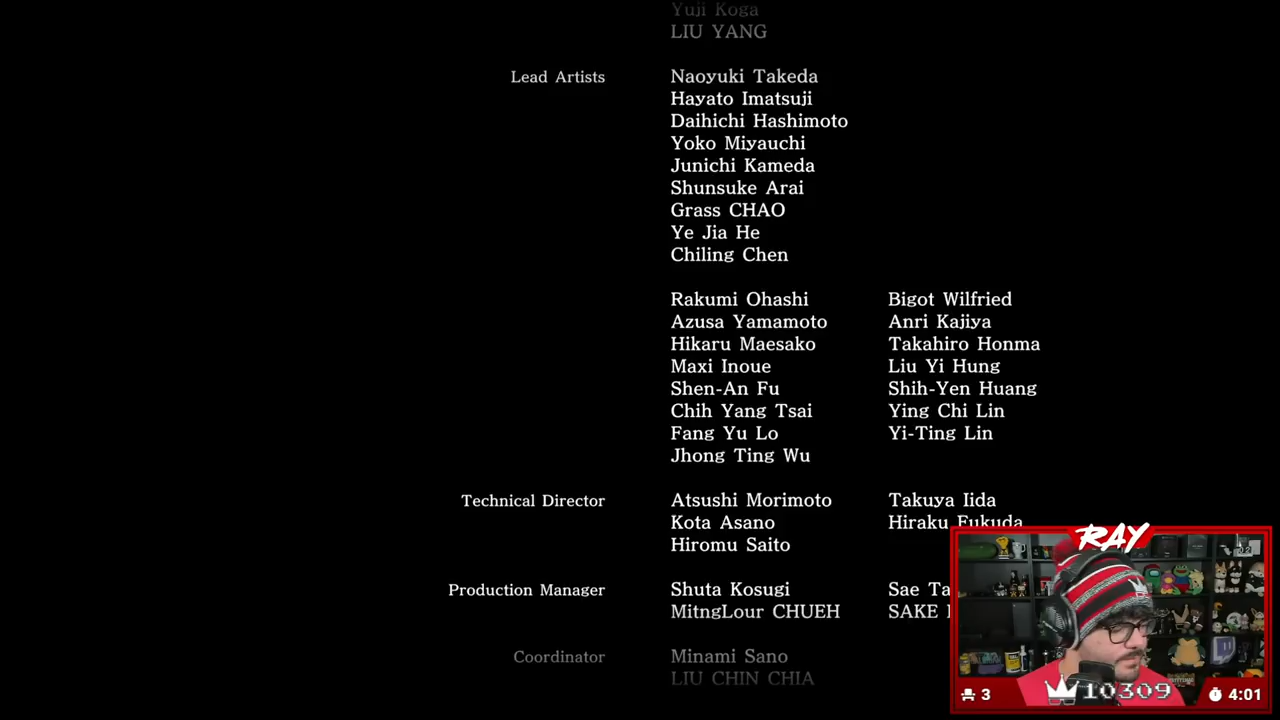 Yuji Koga
LIU YANG
Lead Artists Naoyuki Takeda
Hayato Imatsuji
Daihichi Hashimoto
Yoko Miyauchi
Junichi Kameda
Shunsuke Arai
Grass CHAO
Ye Jia He
Chiling Chen
Rakumi Ohashi Bigot Wilfried
Azusa Yamamoto Anri Kajiya
Hikaru Maesako Takahiro Honma
Maxi Inoue Liu Yi Hung
Shen-An Fu Shih-Yen Huang
Chih Yang Tsai Ying Chi Lin
Fang Yu Lo Yi-Ting Lin
Jhong Ting Wu
Technical Director Atsushi Morimoto Takuya Iida
Kota Asano Hiraku Fukuda
Hiromu Saito
Production Manager Shuta Kosugi Sae
MitngLour CHUEH SAKE
Coordinator Minami Sano
LIU CHIN CHIA
RAY
3 10309 4:01